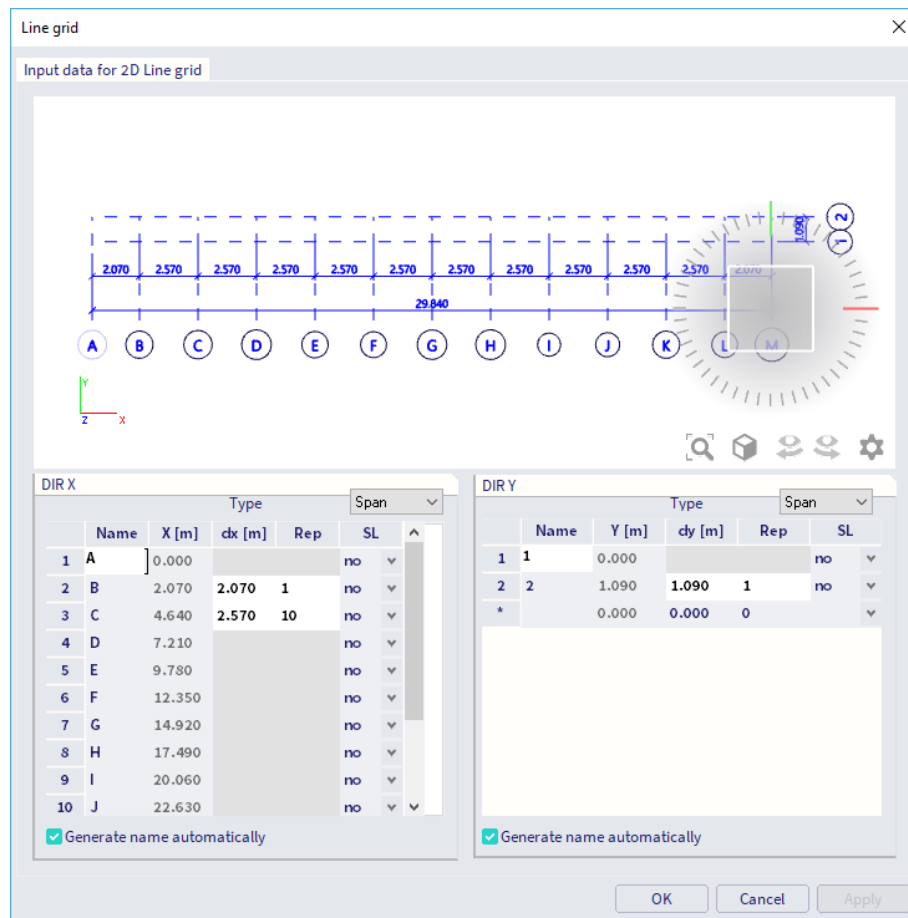 Line grid
Input data for 2D Line grid
2
1.090
1
2.070 2.570 2.570 2.570 2.570 2.570 2.570 2.570 2.570 2.570 2.570 2.070
29.840
A B C D E F G H I J K L M
Y
Z X
DIR X
Type Span
Name X [m] dx [m] Rep SL
1 A 0.000 no
2 B 2.070 2.070 1 no
3 C 4.640 2.570 10 no
4 D 7.210 no
5 E 9.780 no
6 F 12.350 no
7 G 14.920 no
8 H 17.490 no
9 I 20.060 no
10 J 22.630 no
Generate name automatically
DIR Y
Type Span
Name Y [m] dy [m] Rep SL
1 1 0.000 no
2 2 1.090 1.090 1 no
* 0.000 0.000 0
Generate name automatically
OK Cancel Apply